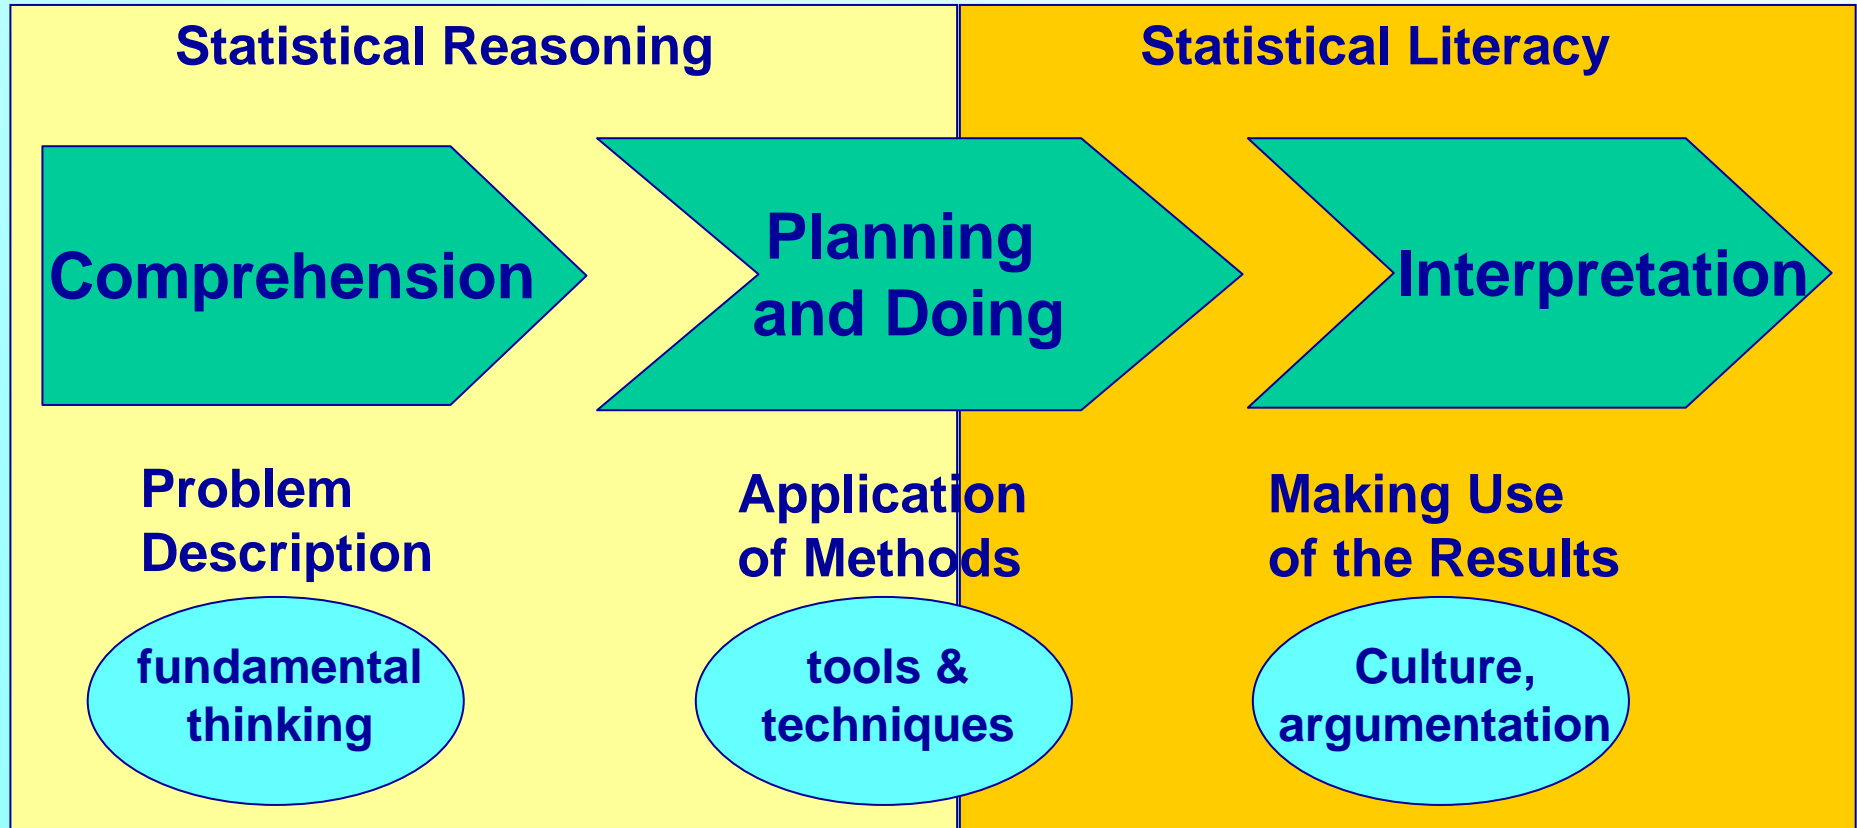 Statistical Reasoning
Statistical Literacy
Comprehension
Planning
and Doing
Interpretation
Problem
Description
Application
of Methods
Making Use
of the Results
fundamental
thinking
tools &
techniques
Culture,
argumentation